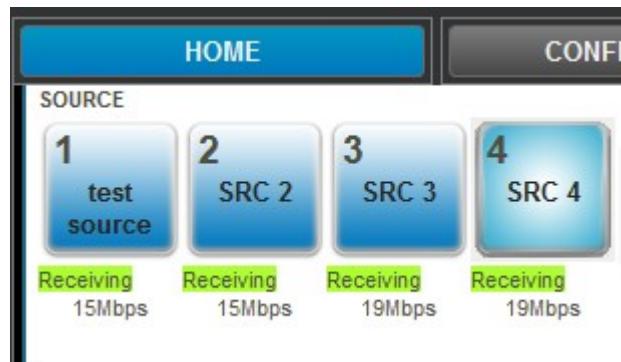 HOME
SOURCE
1
test
source
2
SRC 2
3
SRC 3
4
SRC 4
Receiving
15Mbps
Receiving
15Mbps
Receiving
19Mbps
Receiving
19Mbps